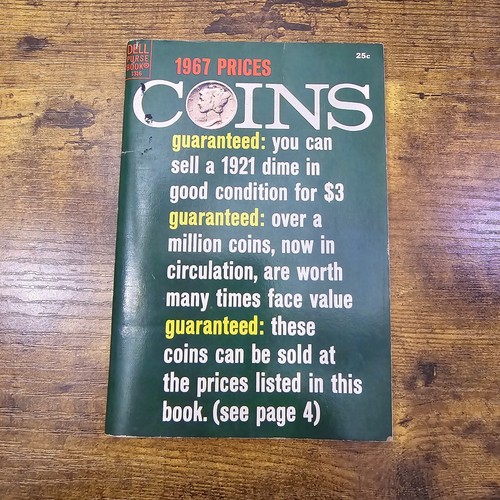 DELL
PURSE
BOOK
1116
25c
1967 PRICES
COINS
guaranteed: you can
sell a 1921 dime in
good condition for $3
guaranteed: over a
million coins, now in
circulation, are worth
many times face value
guaranteed: these
coins can be sold at
the prices listed in this
book. (see page 4)